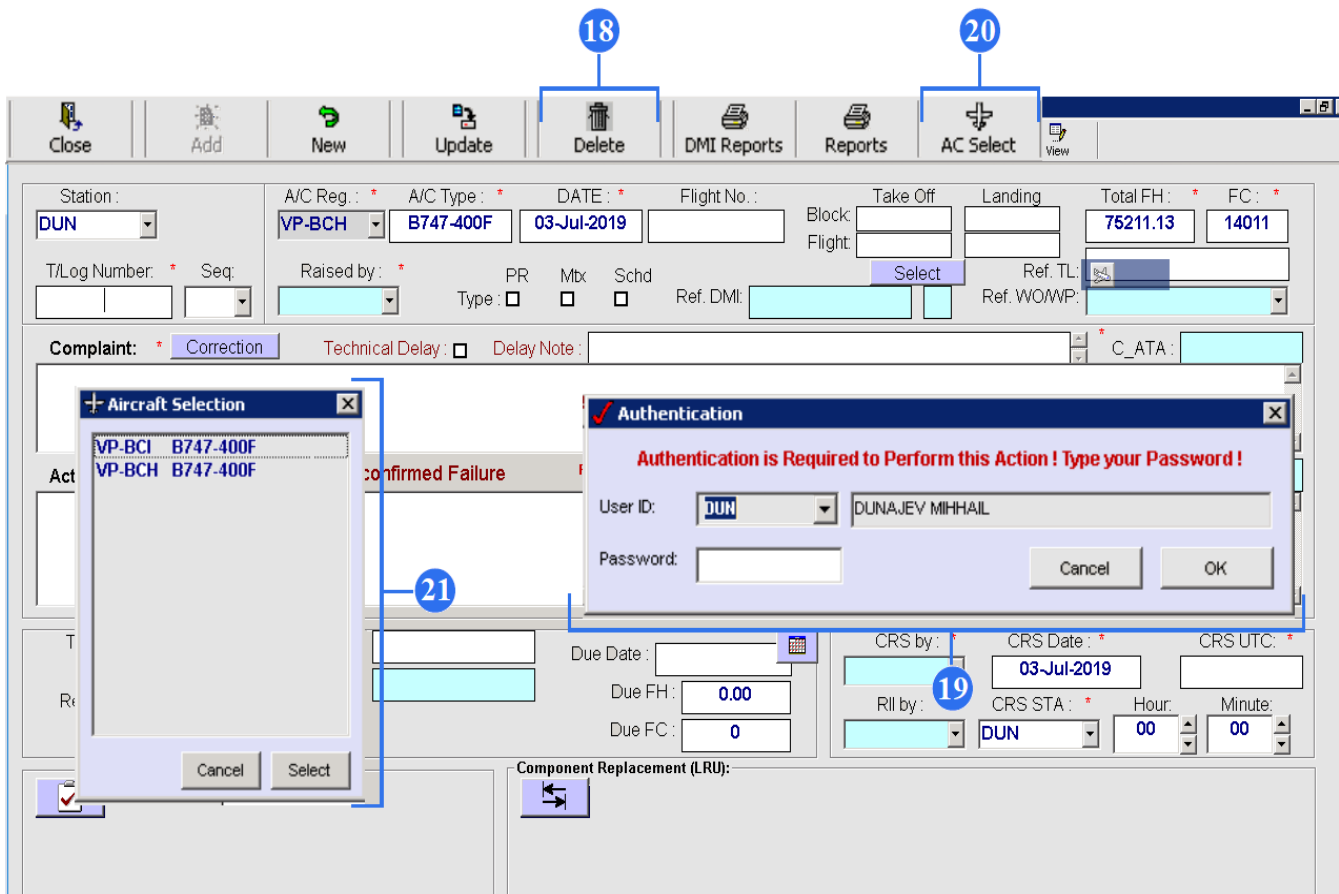 18
20
Close
Add
New
Update
Delete
DMI Reports
Reports
AC Select
View
Station :
A/C Reg. : *
A/C Type : *
DATE : *
Flight No. :
Take Off
Landing
Total FH : *
FC : *
DUN
VP-BCH
B747-400F
03-Jul-2019
Block:
75211.13
14011
Flight:
T/Log Number: *
Seq:
Raised by : *
PR
Mtx
Schd
Select
Ref. TL:
Type :
Ref. DMI:
Ref. WO/WP:
Complaint: *
Correction
Technical Delay :
Delay Note :
*
C_ATA :
Aircraft Selection
VP-BCI B747-400F
VP-BCH B747-400F
Cancel
Select
21
Act
confirmed Failure
Authentication
Authentication is Required to Perform this Action ! Type your Password !
User ID:
DUN
DUNAJEV MIHHAIL
Password:
Cancel
OK
19
T
Due Date :
CRS by : *
CRS Date : *
CRS UTC: *
03-Jul-2019
Re
Due FH :
0.00
RII by :
CRS STA : *
Hour:
Minute:
Due FC :
0
DUN
00
00
Component Replacement (LRU):